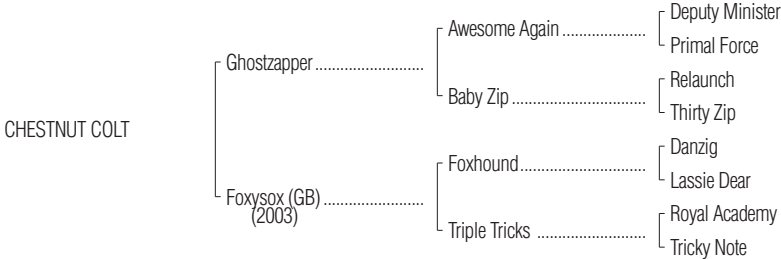 Deputy Minister
Awesome Again ....................
Primal Force
Ghostzapper ..........................
Relaunch
Baby Zip ................................
Thirty Zip
CHESTNUT COLT
Danzig
Foxhound..............................
Lassie Dear
Foxysox (GB) ........................
(2003)
Royal Academy
Triple Tricks ..........................
Tricky Note